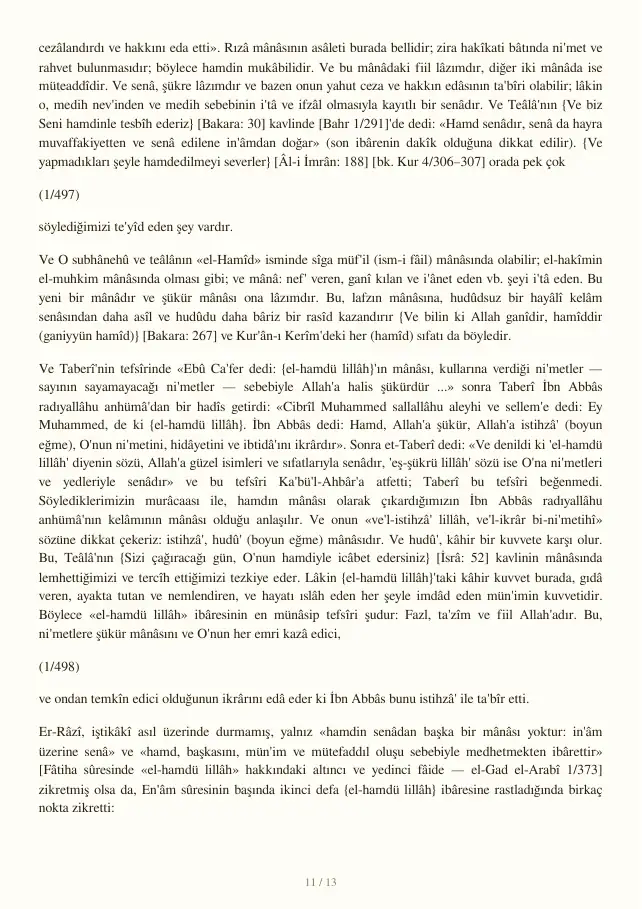 cezâlandırdı ve hakkını eda etti». Rızâ mânâsının asâleti burada bellidir; zira hakîkati bâtında ni'met ve
rahvet bulunmasıdır; böylece hamdin mukâbilidir. Ve bu mânâdaki fiil lâzımdır, diğer iki mânâda ise
müteaddîdir. Ve senâ, şükre lâzımdır ve bazen onun yahut ceza ve hakkın edâsının ta'bîri olabilir; lâkin
o, medih nev'inden ve medih sebebinin i'tâ ve ifzâl olmasıyla kayıtlı bir senâdır. Ve Teâlâ'nın {Ve biz
Seni hamdinle tesbîh ederiz} [Bakara: 30] kavlinde [Bahr 1/291]'de dedi: «Hamd senâdır, senâ da hayra
muvaffakiyetten ve senâ edilene in'âmdan doğar» (son ibârenin dakîk olduğuna dikkat edilir). {Ve
yapmadıkları şeyle hamdedilmeyi severler} [Âl-i İmrân: 188] [bk. Kur 4/306–307] orada pek çok
(1/497)
söylediğimizi te'yîd eden şey vardır.
Ve O subhânehû ve teâlânın «el-Hamîd» isminde sîga müf'il (ism-i fâil) mânâsında olabilir; el-hakîmin
el-muhkim mânâsında olması gibi; ve mânâ: nef' veren, ganî kılan ve i'ânet eden vb. şeyi i'tâ eden. Bu
yeni bir mânâdır ve şükür mânâsı ona lâzımdır. Bu, lafzın mânâsına, hudûdsuz bir hayâlî kelâm
senâsından daha asîl ve hudûdu daha bâriz bir rasîd kazandırır {Ve bilin ki Allah ganîdir, hamîddir
(ganiyyün hamîd)} [Bakara: 267] ve Kur'ân-ı Kerîm'deki her (hamîd) sıfatı da böyledir.
Ve Taberî'nin tefsîrinde «Ebû Ca'fer dedi: {el-hamdü lillâh}'ın mânâsı, kullarına verdiği ni'metler —
sayının sayamayacağı ni'metler — sebebiyle Allah'a halis şükürdür ...» sonra Taberî İbn Abbâs
radıyallâhu anhümâ'dan bir hadîs getirdi: «Cibrîl Muhammed sallallâhu aleyhi ve sellem'e dedi: Ey
Muhammed, de ki {el-hamdü lillâh}. İbn Abbâs dedi: Hamd, Allah'a şükür, Allah'a istihzâ' (boyun
eğme), O'nun ni'metini, hidâyetini ve ibtidâ'ını ikrârdır». Sonra et-Taberî dedi: «Ve denildi ki 'el-hamdü
lillâh' diyenin sözü, Allah'a güzel isimleri ve sıfatlarıyla senâdır, 'eş-şükrü lillâh' sözü ise O'na ni'metleri
ve yedleriyle senâdır» ve bu tefsîri Ka'bü'l-Ahbâr'a atfetti; Taberî bu tefsîri beğenmedi.
Söylediklerimizin murâcaası ile, hamdın mânâsı olarak çıkardığımızın İbn Abbâs radıyallâhu
anhümâ'nın kelâmının mânâsı olduğu anlaşılır. Ve onun «ve'l-istihzâ' lillâh, ve'l-ikrâr bi-ni'metihî»
sözüne dikkat çekeriz: istihzâ', hudû' (boyun eğme) mânâsıdır. Ve hudû', kâhir bir kuvvete karşı olur.
Bu, Teâlâ'nın {Sizi çağıracağı gün, O'nun hamdiyle icâbet edersiniz} [İsrâ: 52] kavlinin mânâsında
lemhettiğimizi ve tercîh ettiğimizi tezkiye eder. Lâkin {el-hamdü lillâh}'taki kâhir kuvvet burada, gıdâ
veren, ayakta tutan ve nemlendiren, ve hayatı ıslâh eden her şeyle imdâd eden mün'imin kuvvetidir.
Böylece «el-hamdü lillâh» ibâresinin en münâsip tefsîri şudur: Fazl, ta'zîm ve fiil Allah'adır. Bu,
ni'metlere şükür mânâsını ve O'nun her emri kazâ edici,
(1/498)
ve ondan temkîn edici olduğunun ikrârını edâ eder ki İbn Abbâs bunu istihzâ' ile ta'bîr etti.
Er-Râzî, iştikâkî asıl üzerinde durmamış, yalnız «hamdin senâdan başka bir mânâsı yoktur: in'âm
üzerine senâ» ve «hamd, başkasını, mün'im ve mütefaddıl oluşu sebebiyle medhetmekten ibârettir»
[Fâtiha sûresinde «el-hamdü lillâh» hakkındaki altıncı ve yedinci fâide — el-Gad el-Arabî 1/373]
zikretmiş olsa da, En'âm sûresinin başında ikinci defa {el-hamdü lillâh} ibâresine rastladığında birkaç
nokta zikretti:
11 / 13